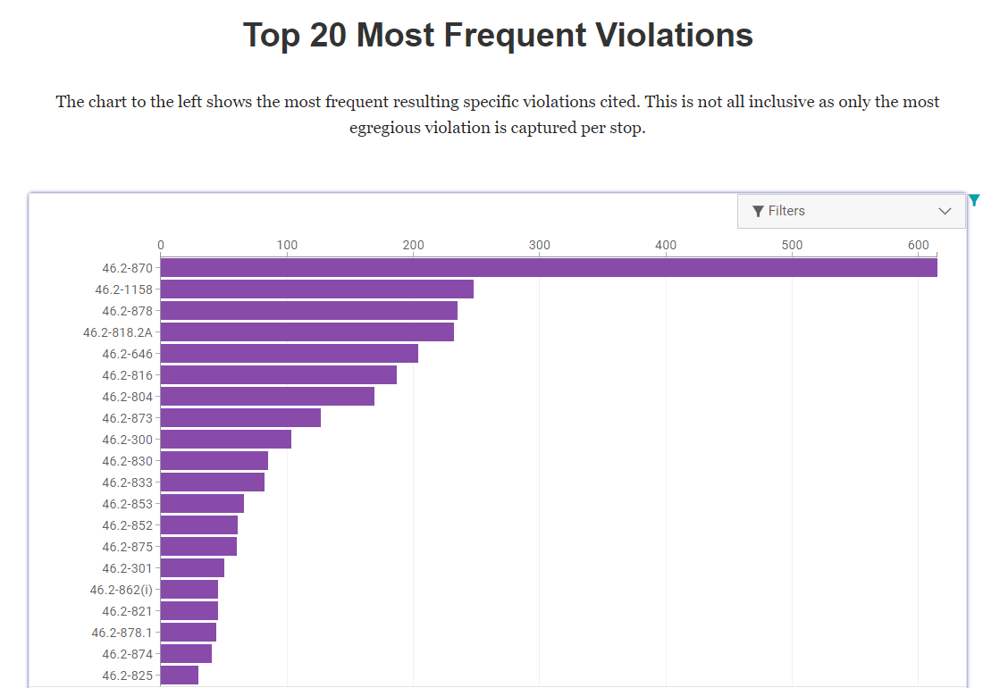 Top 20 Most Frequent Violations
The chart to the left shows the most frequent resulting specific violations cited. This is not all inclusive as only the most
egregious violation is captured per stop.
Filters
0 100 200 300 400 500 600
46.2-870
46.2-1158
46.2-878
46.2-818.2A
46.2-646
46.2-816
46.2-804
46.2-873
46.2-300
46.2-830
46.2-833
46.2-853
46.2-852
46.2-875
46.2-301
46.2-862(i)
46.2-821
46.2-878.1
46.2-874
46.2-825